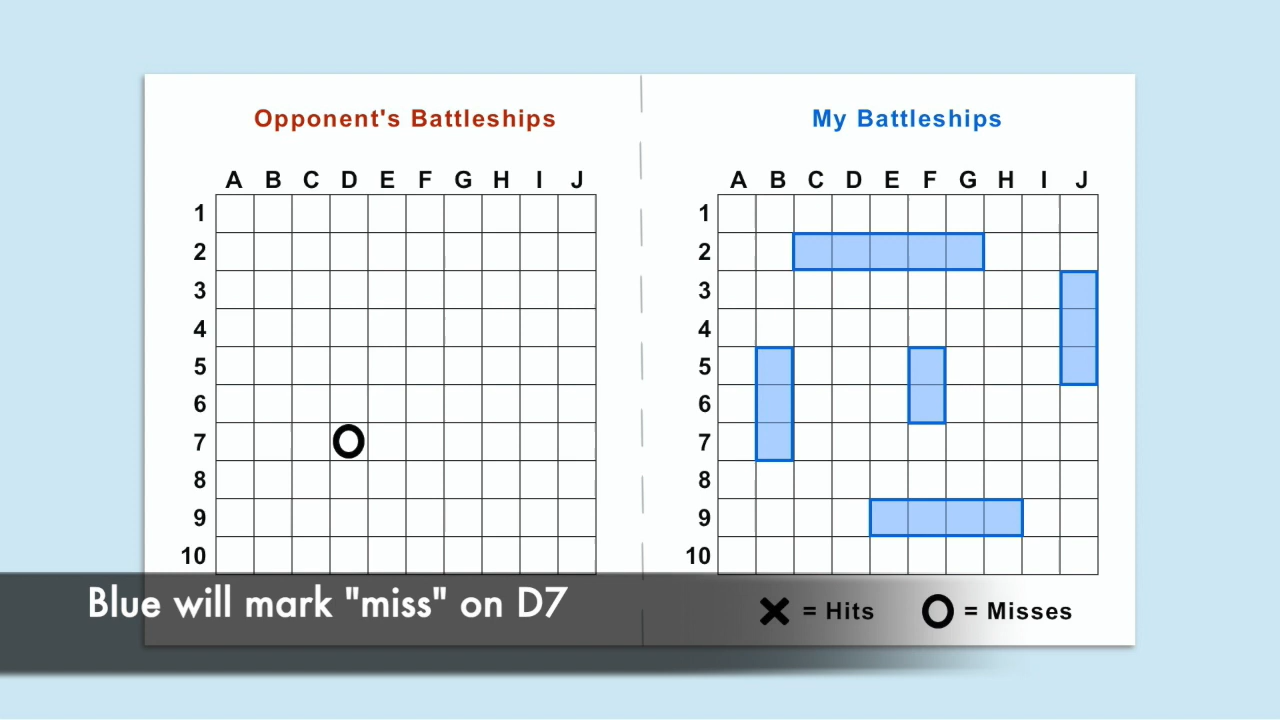 Opponent's Battleships
A B C D E F G H I J
1
2
3
4
5
6
7
8
9
10
My Battleships
A B C D E F G H I J
1
2
3
4
5
6
7
8
9
10
= Hits
= Misses
Blue will mark "miss" on D7